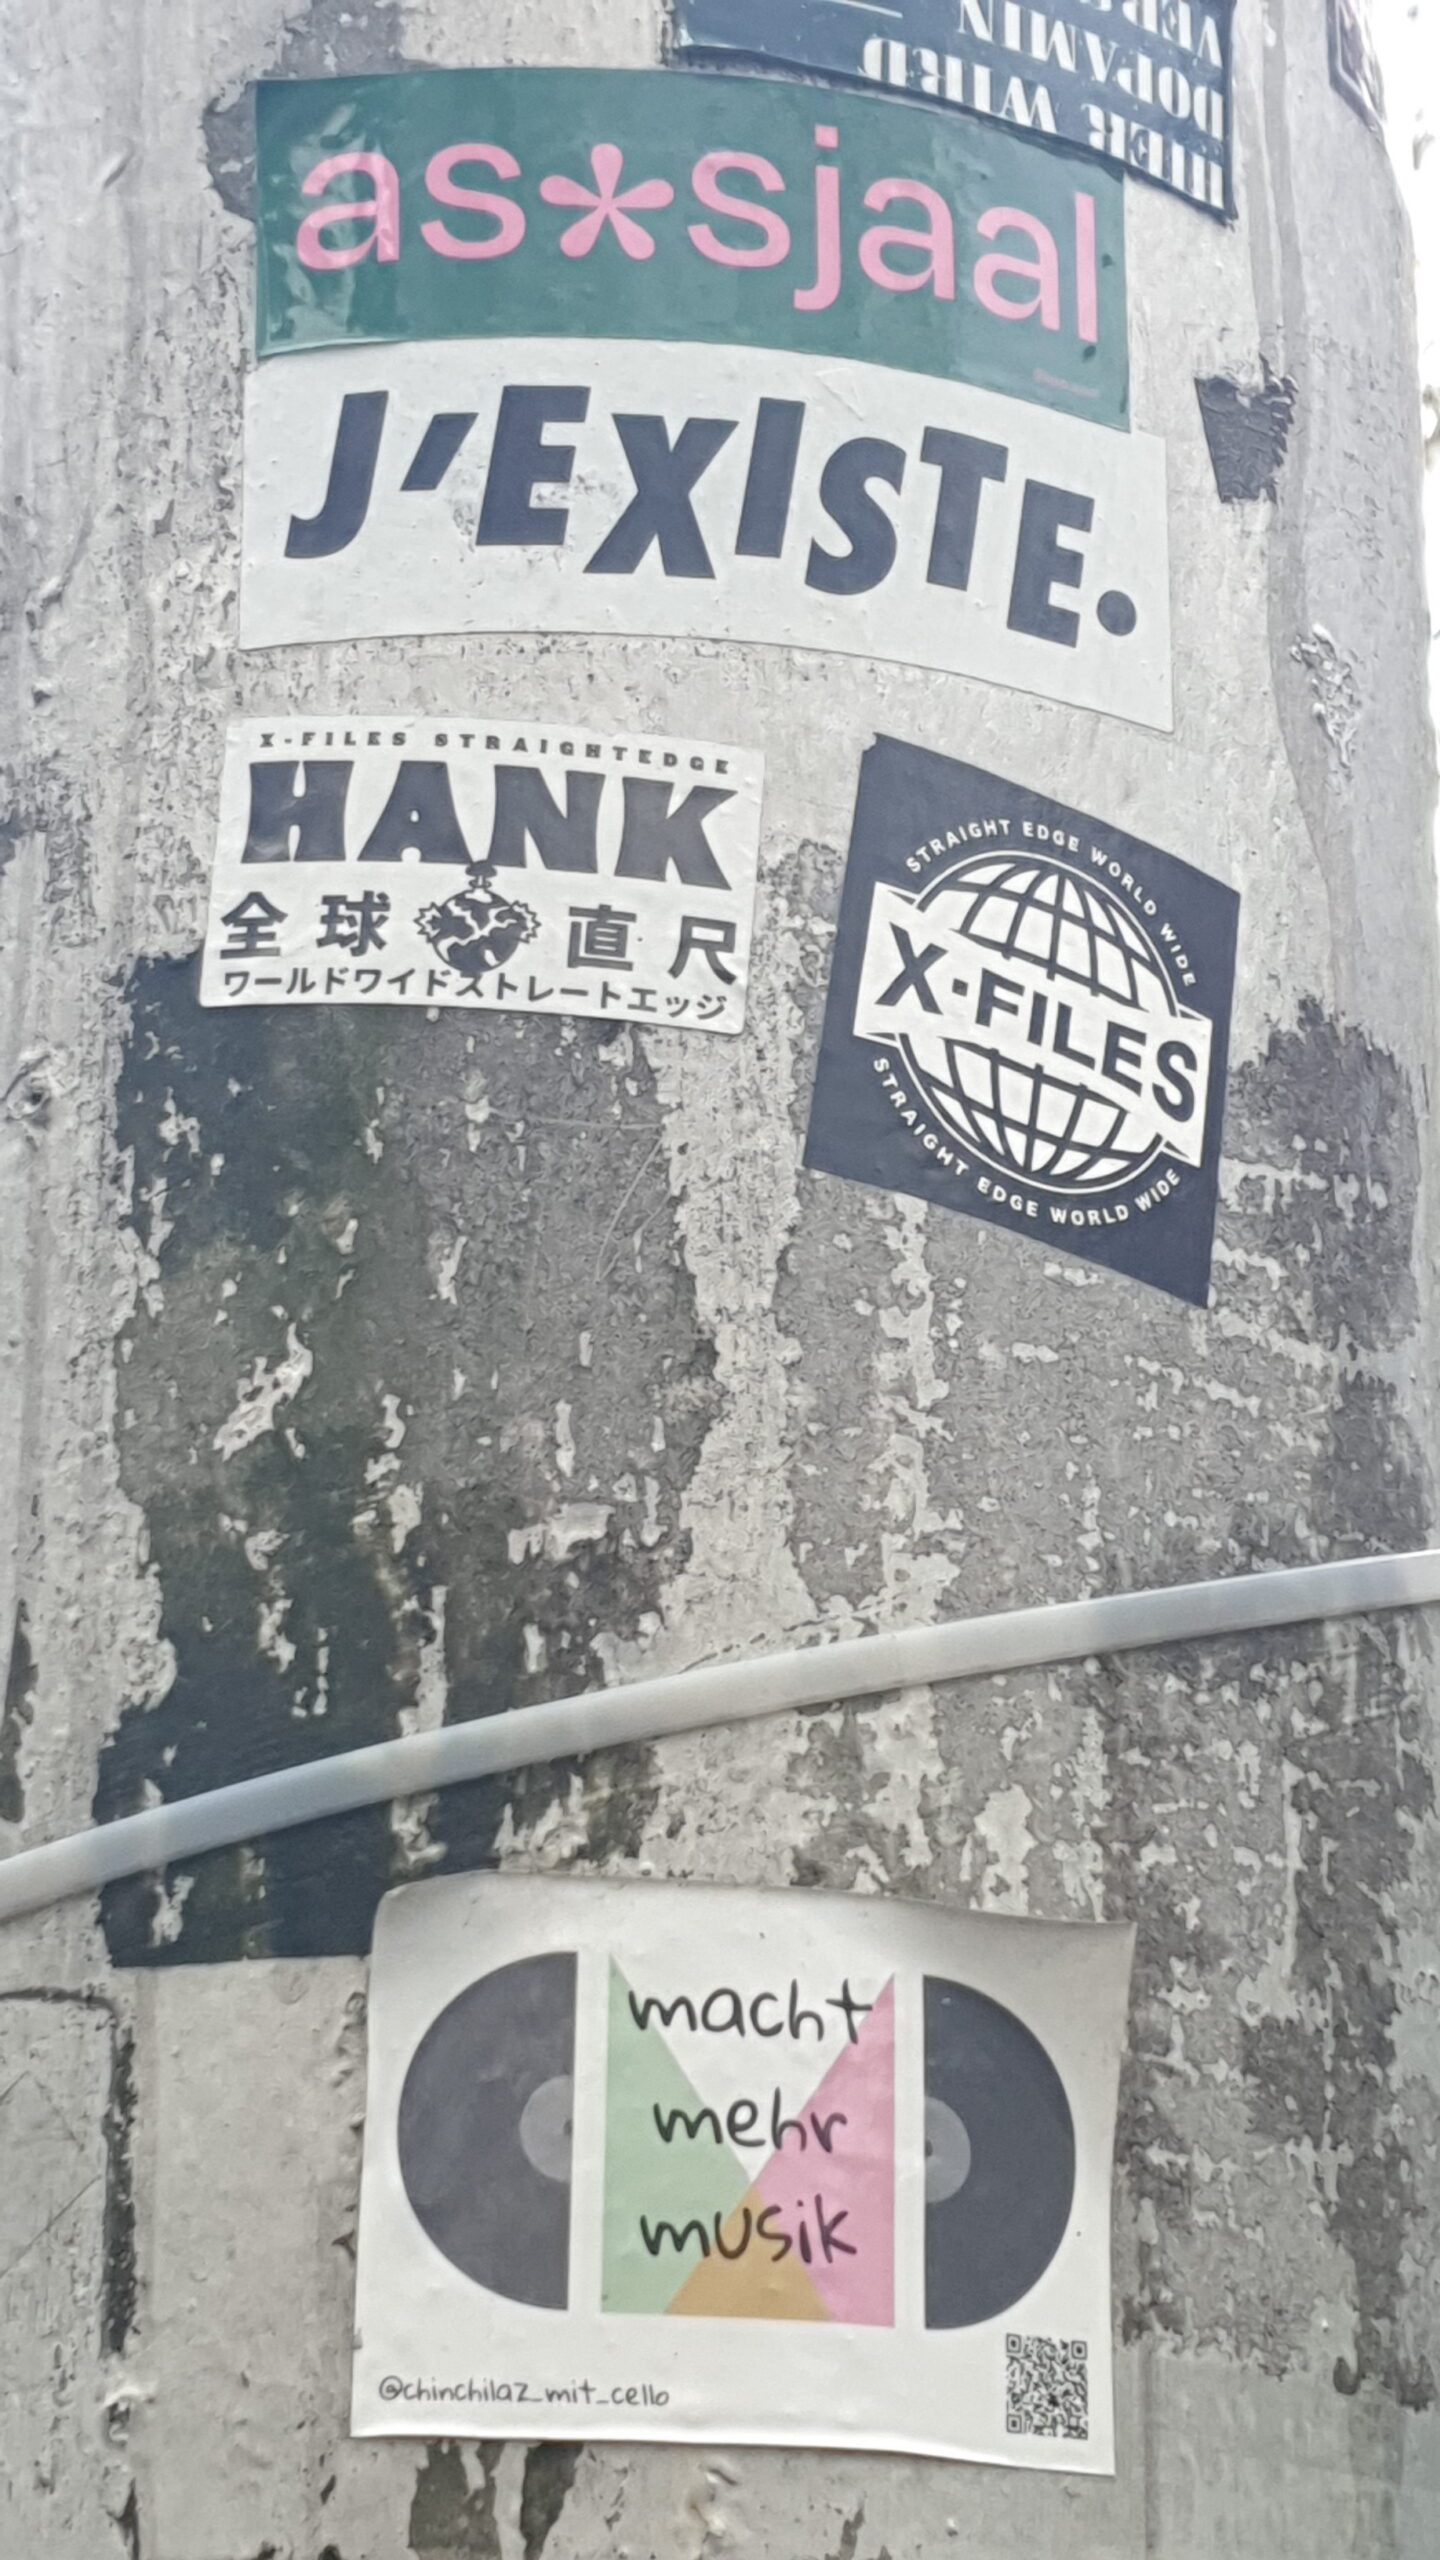 HIER WIRD
DOPAMIN
as*sjaal
J'EXISTE.
X-FILES STRAIGHTEDGE
HANK
全球直尺
ワールドワイドストレートエッジ
STRAIGHT EDGE WORLD WIDE
X·FILES
STRAIGHT EDGE WORLD WIDE
macht
mehr
musik
@chinchilaz_mit_cello